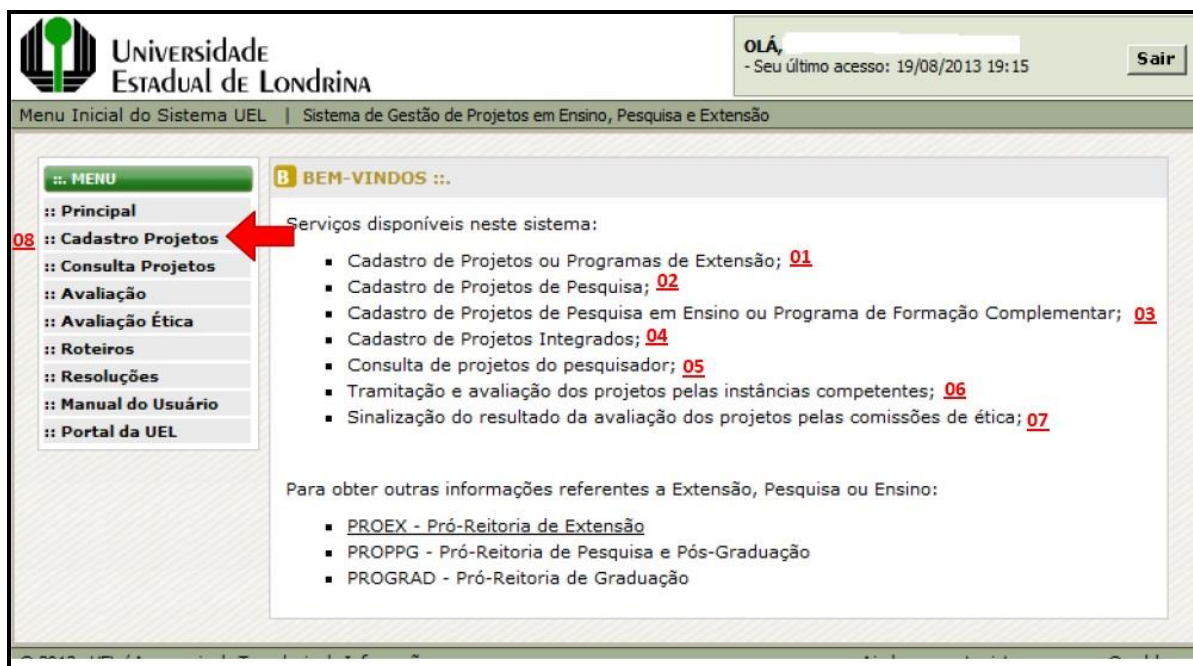 Universidade
Estadual de Londrina
OLÁ,
- Seu último acesso: 19/08/2013 19:15
Sair
Menu Inicial do Sistema UEL | Sistema de Gestão de Projetos em Ensino, Pesquisa e Extensão
::. MENU
:: Principal
08 :: Cadastro Projetos
:: Consulta Projetos
:: Avaliação
:: Avaliação Ética
:: Roteiros
:: Resoluções
:: Manual do Usuário
:: Portal da UEL
B BEM-VINDOS ::.
Serviços disponíveis neste sistema:
▪ Cadastro de Projetos ou Programas de Extensão; 01
▪ Cadastro de Projetos de Pesquisa; 02
▪ Cadastro de Projetos de Pesquisa em Ensino ou Programa de Formação Complementar; 03
▪ Cadastro de Projetos Integrados; 04
▪ Consulta de projetos do pesquisador; 05
▪ Tramitação e avaliação dos projetos pelas instâncias competentes; 06
▪ Sinalização do resultado da avaliação dos projetos pelas comissões de ética; 07
Para obter outras informações referentes a Extensão, Pesquisa ou Ensino:
▪ PROEX - Pró-Reitoria de Extensão
▪ PROPPG - Pró-Reitoria de Pesquisa e Pós-Graduação
▪ PROGRAD - Pró-Reitoria de Graduação